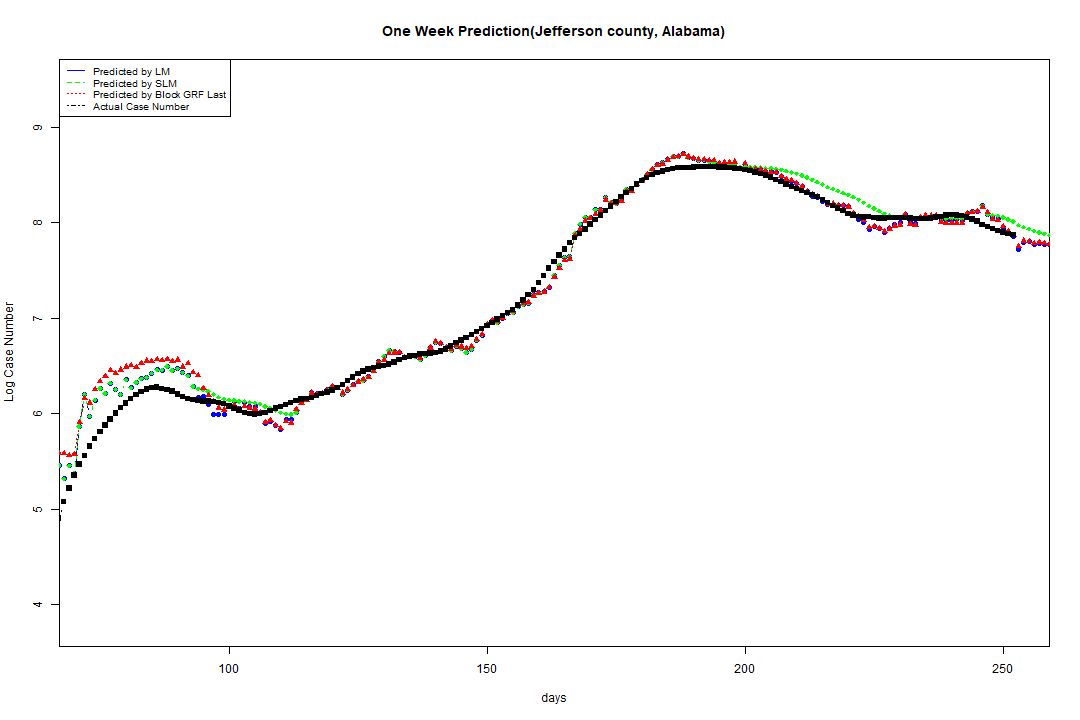 One Week Prediction(Jefferson county, Alabama)
Predicted by LM
Predicted by SLM
Predicted by Block GRF Last
Actual Case Number
9
8
7
6
5
4
Log Case Number
100 150 200 250
days